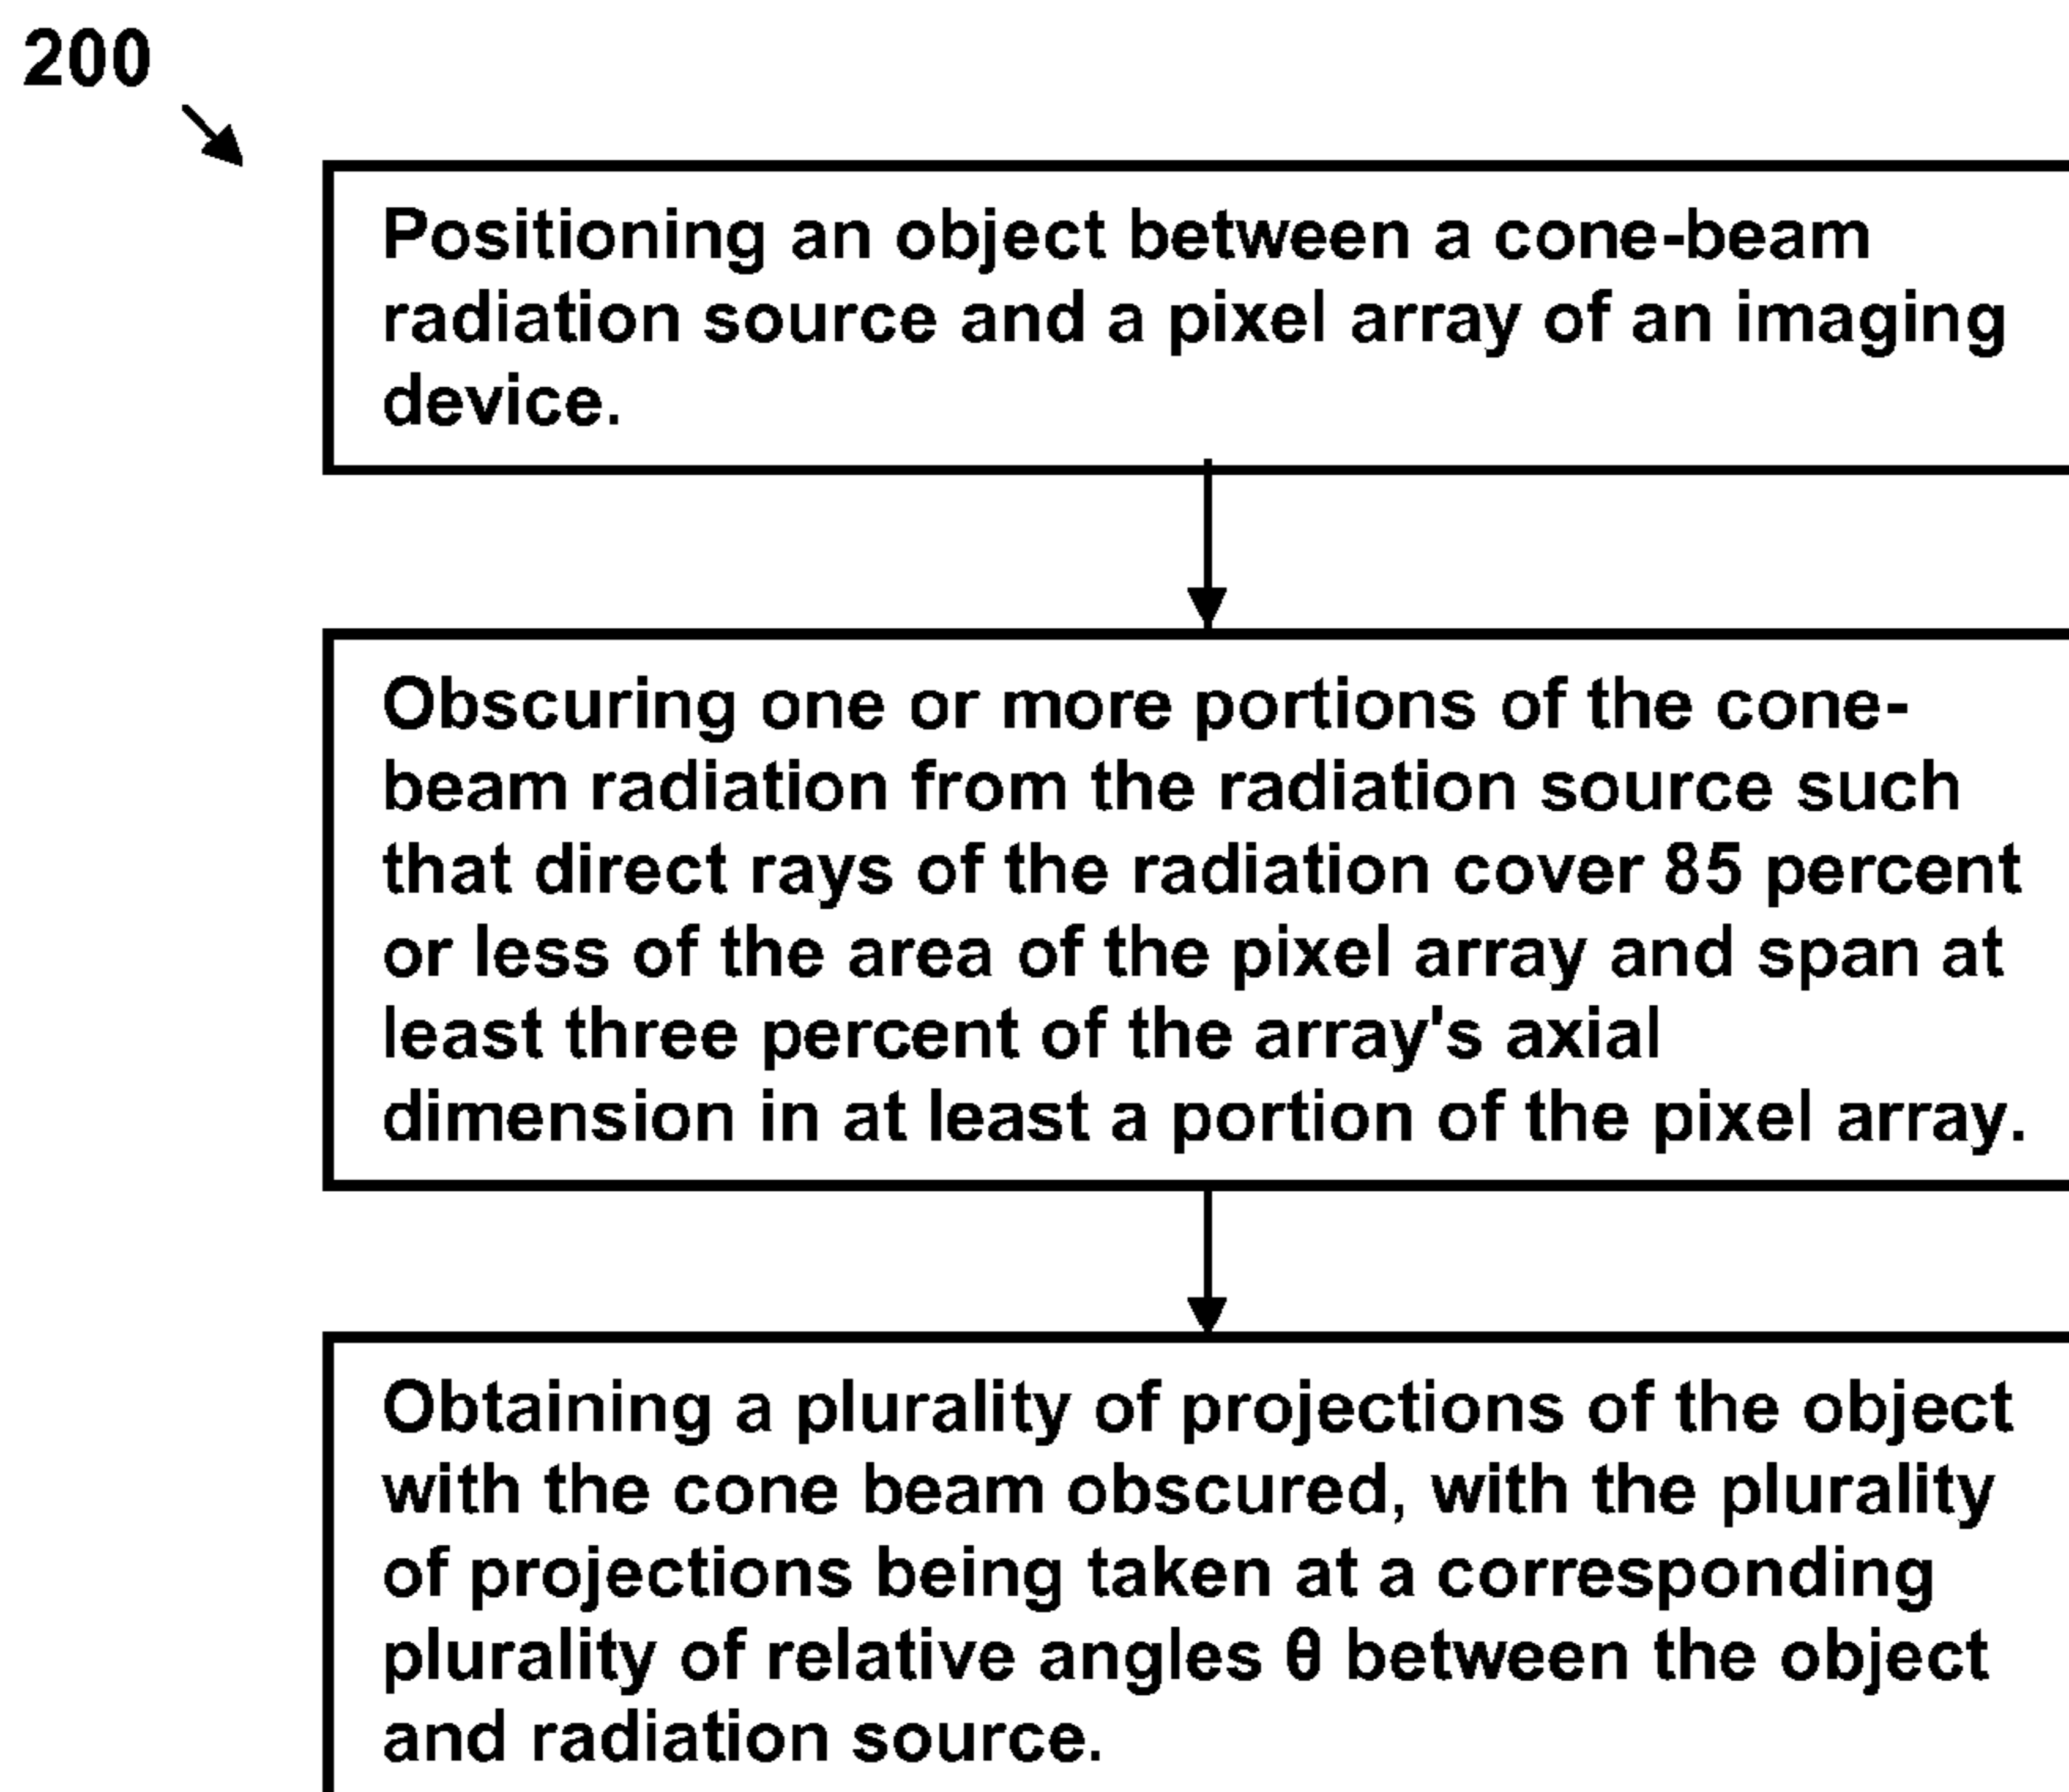 200
Positioning an object between a cone-beam
radiation source and a pixel array of an imaging
device.
Obscuring one or more portions of the cone-
beam radiation from the radiation source such
that direct rays of the radiation cover 85 percent
or less of the area of the pixel array and span at
least three percent of the array's axial
dimension in at least a portion of the pixel array.
Obtaining a plurality of projections of the object
with the cone beam obscured, with the plurality
of projections being taken at a corresponding
plurality of relative angles θ between the object
and radiation source.